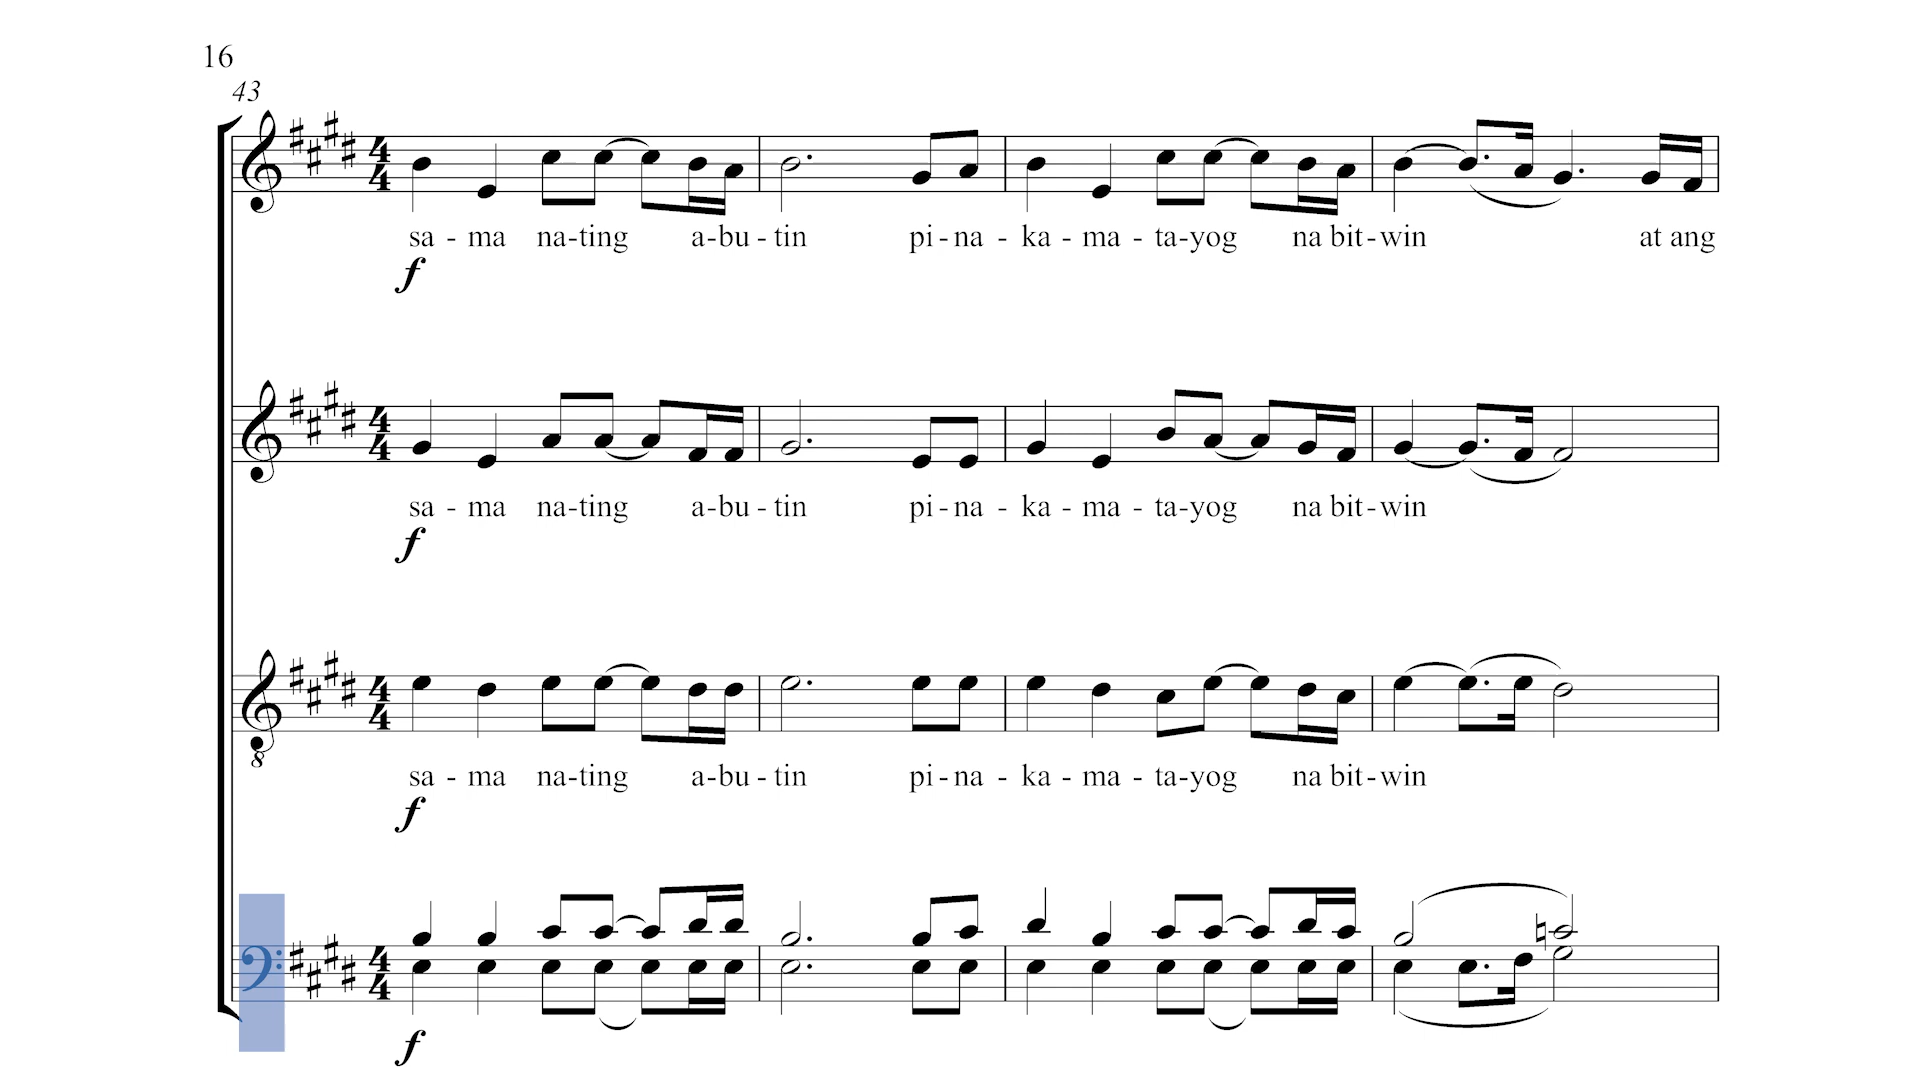 16
43
sa - ma na-ting a-bu - tin pi-na - ka - ma - ta-yog na bit-win at ang
f
sa - ma na-ting a-bu - tin pi-na - ka - ma - ta-yog na bit-win
f
sa - ma na-ting a-bu - tin pi-na - ka - ma - ta-yog na bit-win
f
f